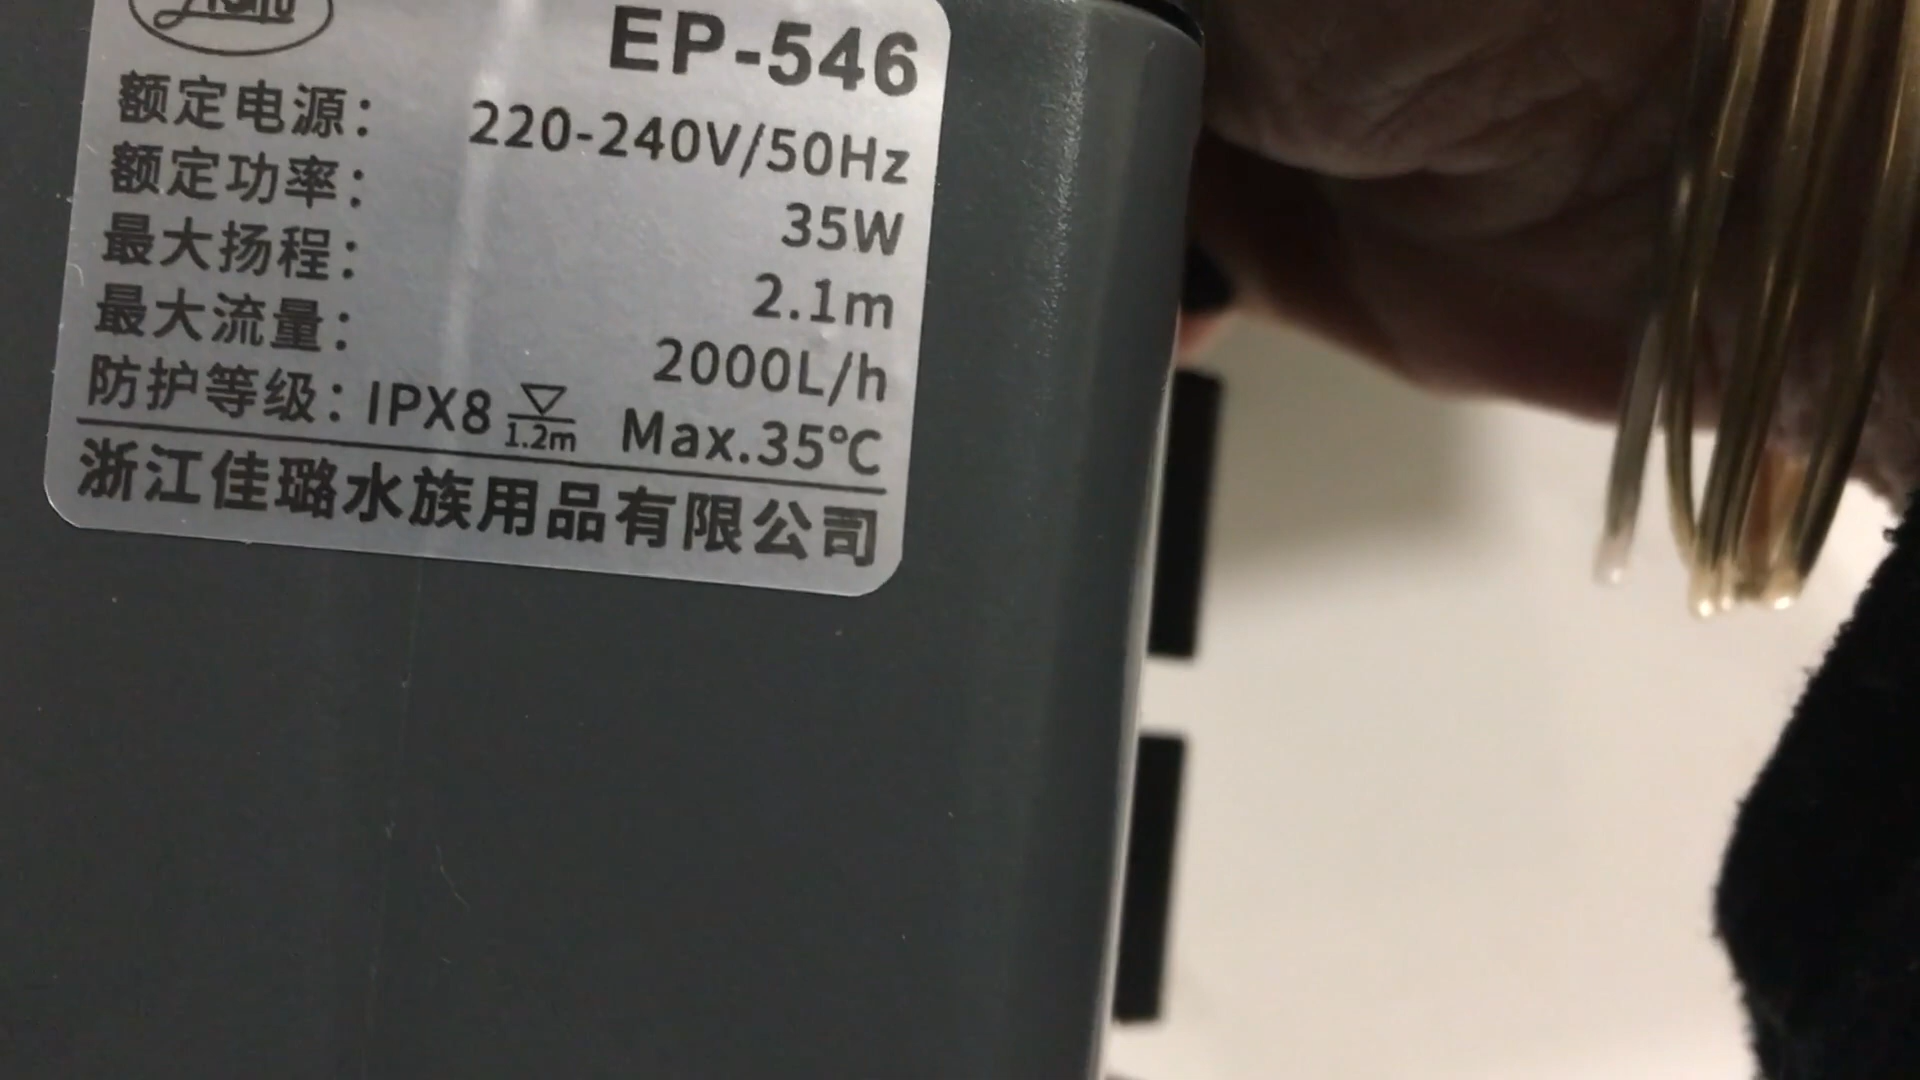 EP-546
额定电源: 220-240V/50Hz
额定功率: 35W
最大扬程: 2.1m
最大流量: 2000L/h
防护等级: IPX8 1.2m Max.35℃
浙江佳璐水族用品有限公司